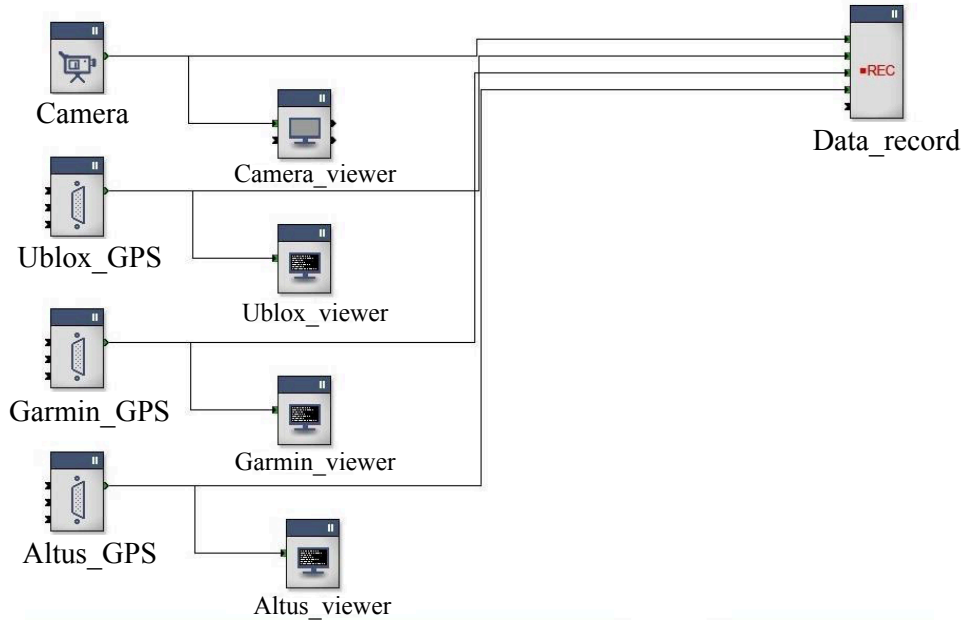 REC
Camera
Data_record
Camera_viewer
Ublox_GPS
Ublox_viewer
Garmin_GPS
Garmin_viewer
Altus_GPS
Altus_viewer